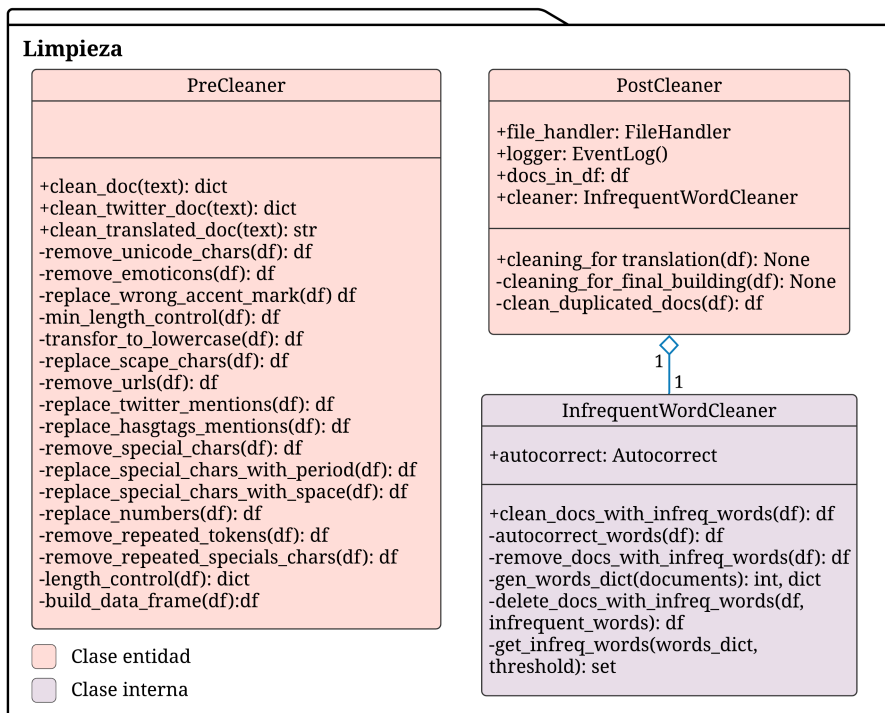 Limpieza
PreCleaner
+clean_doc(text): dict
+clean_twitter_doc(text): dict
+clean_translated_doc(text): str
-remove_unicode_chars(df): df
-remove_emoticons(df): df
-replace_wrong_accent_mark(df) df
-min_length_control(df): df
-transfor_to_lowercase(df): df
-replace_scape_chars(df): df
-remove_urls(df): df
-replace_twitter_mentions(df): df
-replace_hasgtags_mentions(df): df
-remove_special_chars(df): df
-replace_special_chars_with_period(df): df
-replace_special_chars_with_space(df): df
-replace_numbers(df): df
-remove_repeated_tokens(df): df
-remove_repeated_specials_chars(df): df
-length_control(df): dict
-build_data_frame(df):df
PostCleaner
+file_handler: FileHandler
+logger: EventLog()
+docs_in_df: df
+cleaner: InfrequentWordCleaner
+cleaning_for translation(df): None
-cleaning_for_final_building(df): None
-clean_duplicated_docs(df): df
1
1
InfrequentWordCleaner
+autocorrect: Autocorrect
+clean_docs_with_infreq_words(df): df
-autocorrect_words(df): df
-remove_docs_with_infreq_words(df): df
-gen_words_dict(documents): int, dict
-delete_docs_with_infreq_words(df,
infrequent_words): df
-get_infreq_words(words_dict,
threshold): set
Clase entidad
Clase interna